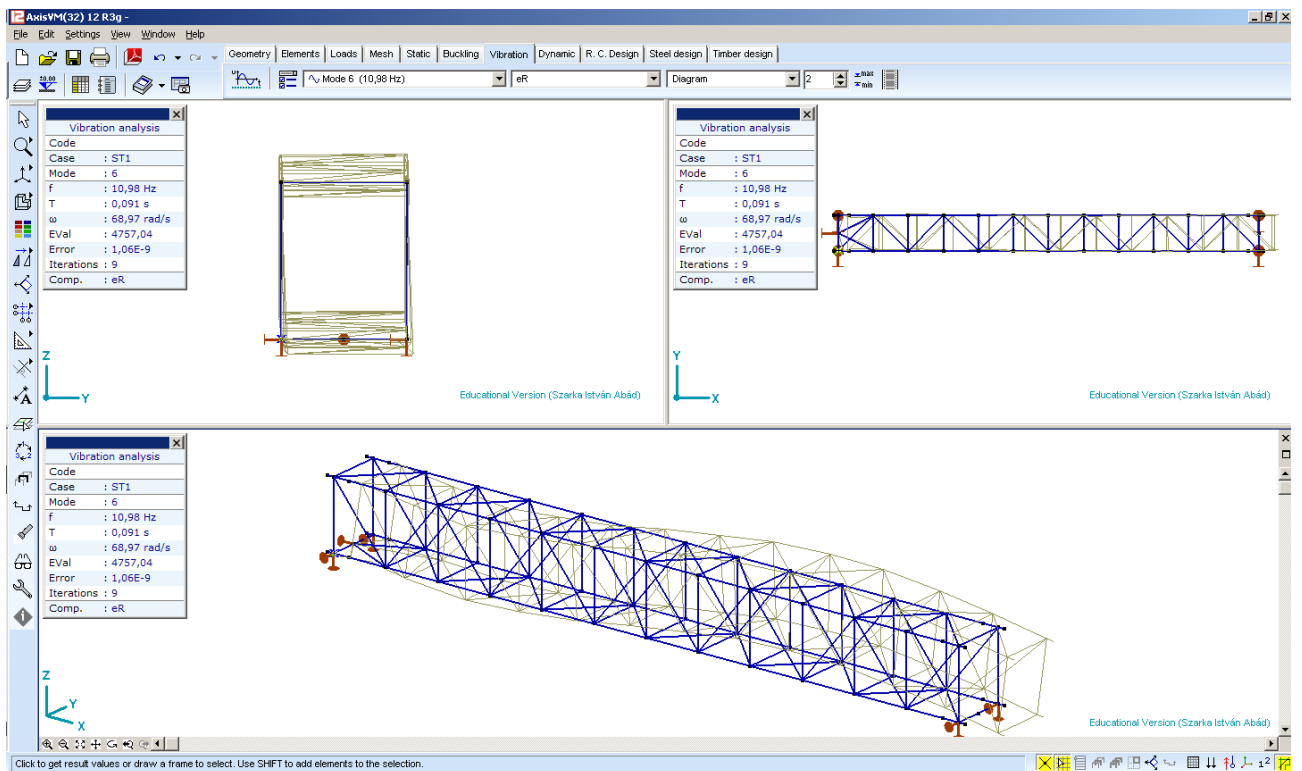 AxisVM(32) 12 R3g -
File Edit Settings View Window Help
Geometry Elements Loads Mesh Static Buckling Vibration Dynamic R. C. Design Steel design Timber design
Mode 6 (10,98 Hz) eR Diagram 2 max min
Vibration analysis
Code
Case : ST1
Mode : 6
f : 10,98 Hz
T : 0,091 s
ω : 68,97 rad/s
EVal : 4757,04
Error : 1,06E-9
Iterations : 9
Comp. : eR
Z
Y
Educational Version (Szarka István Abád)
Vibration analysis
Code
Case : ST1
Mode : 6
f : 10,98 Hz
T : 0,091 s
ω : 68,97 rad/s
EVal : 4757,04
Error : 1,06E-9
Iterations : 9
Comp. : eR
Y
X
Educational Version (Szarka István Abád)
Vibration analysis
Code
Case : ST1
Mode : 6
f : 10,98 Hz
T : 0,091 s
ω : 68,97 rad/s
EVal : 4757,04
Error : 1,06E-9
Iterations : 9
Comp. : eR
Z
Y
X
Educational Version (Szarka István Abád)
Click to get result values or draw a frame to select. Use SHIFT to add elements to the selection.